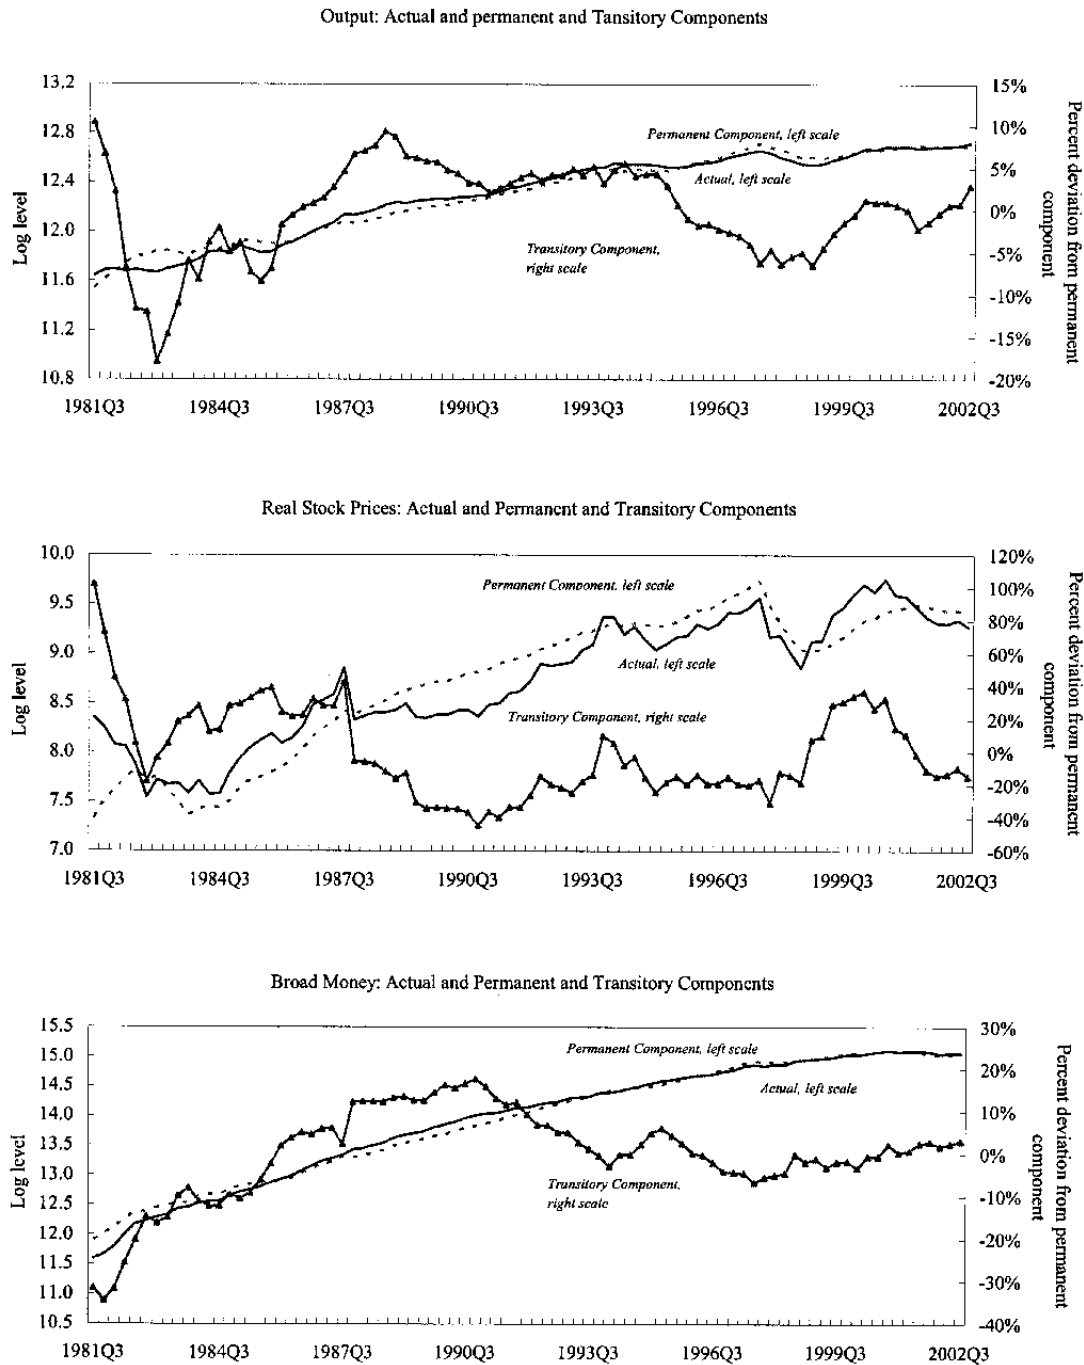 Output: Actual and permanent and Tansitory Components
13.2
12.8
12.4
12.0
11.6
11.2
10.8
Log level
15%
10%
5%
0%
-5%
-10%
-15%
-20%
Percent deviation from permanent
component
Permanent Component, left scale
Actual, left scale
Transitory Component,
right scale
1981Q3 1984Q3 1987Q3 1990Q3 1993Q3 1996Q3 1999Q3 2002Q3
Real Stock Prices: Actual and Permanent and Transitory Components
10.0
9.5
9.0
8.5
8.0
7.5
7.0
Log level
120%
100%
80%
60%
40%
20%
0%
-20%
-40%
-60%
Percent deviation from permanent
component
Permanent Component, left scale
Actual, left scale
Transitory Component, right scale
1981Q3 1984Q3 1987Q3 1990Q3 1993Q3 1996Q3 1999Q3 2002Q3
Broad Money: Actual and Permanent and Transitory Components
15.5
15.0
14.5
14.0
13.5
13.0
12.5
12.0
11.5
11.0
10.5
Log level
30%
20%
10%
0%
-10%
-20%
-30%
-40%
Percent deviation from permanent
component
Permanent Component, left scale
Actual, left scale
Transitory Component,
right scale
1981Q3 1984Q3 1987Q3 1990Q3 1993Q3 1996Q3 1999Q3 2002Q3